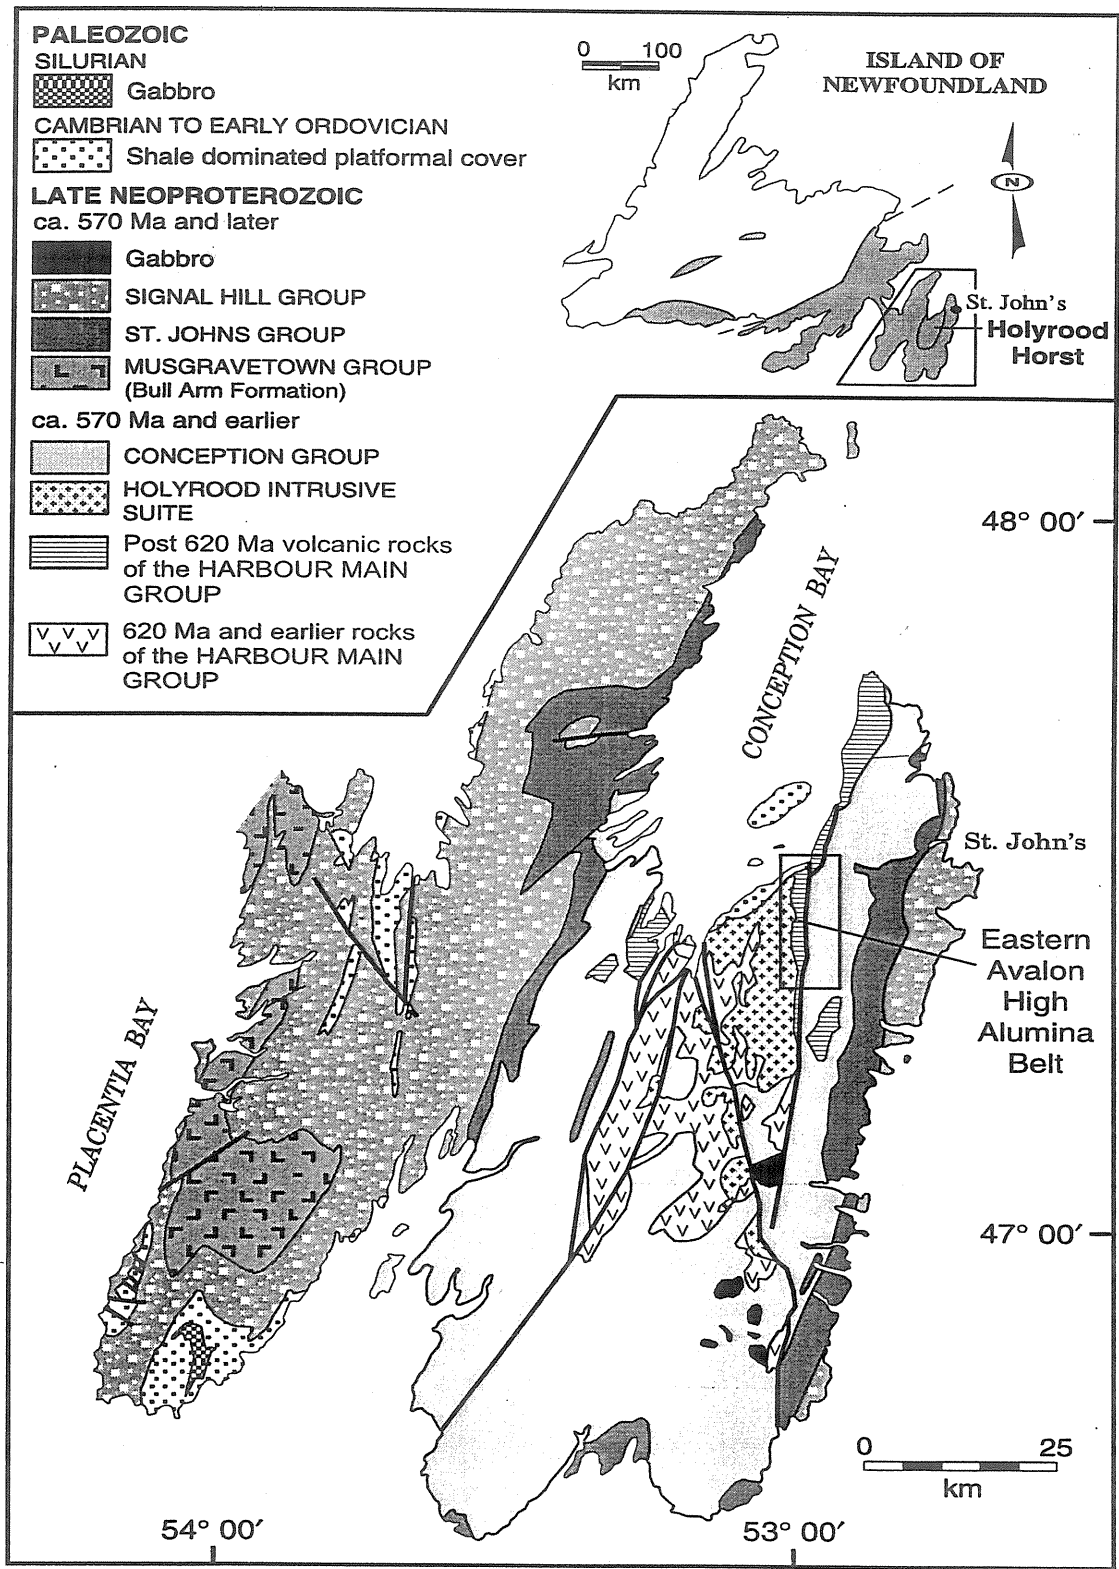 PALEOZOIC
SILURIAN
Gabbro
CAMBRIAN TO EARLY ORDOVICIAN
Shale dominated platformal cover
LATE NEOPROTEROZOIC
ca. 570 Ma and later
Gabbro
SIGNAL HILL GROUP
ST. JOHNS GROUP
MUSGRAVETOWN GROUP
(Bull Arm Formation)
ca. 570 Ma and earlier
CONCEPTION GROUP
HOLYROOD INTRUSIVE
SUITE
Post 620 Ma volcanic rocks
of the HARBOUR MAIN
GROUP
620 Ma and earlier rocks
of the HARBOUR MAIN
GROUP
0 100
km
ISLAND OF
NEWFOUNDLAND
N
St. John's
Holyrood
Horst
48° 00′
CONCEPTION BAY
St. John's
Eastern
Avalon
High
Alumina
Belt
PLACENTIA BAY
47° 00′
0 25
km
54° 00′
53° 00′